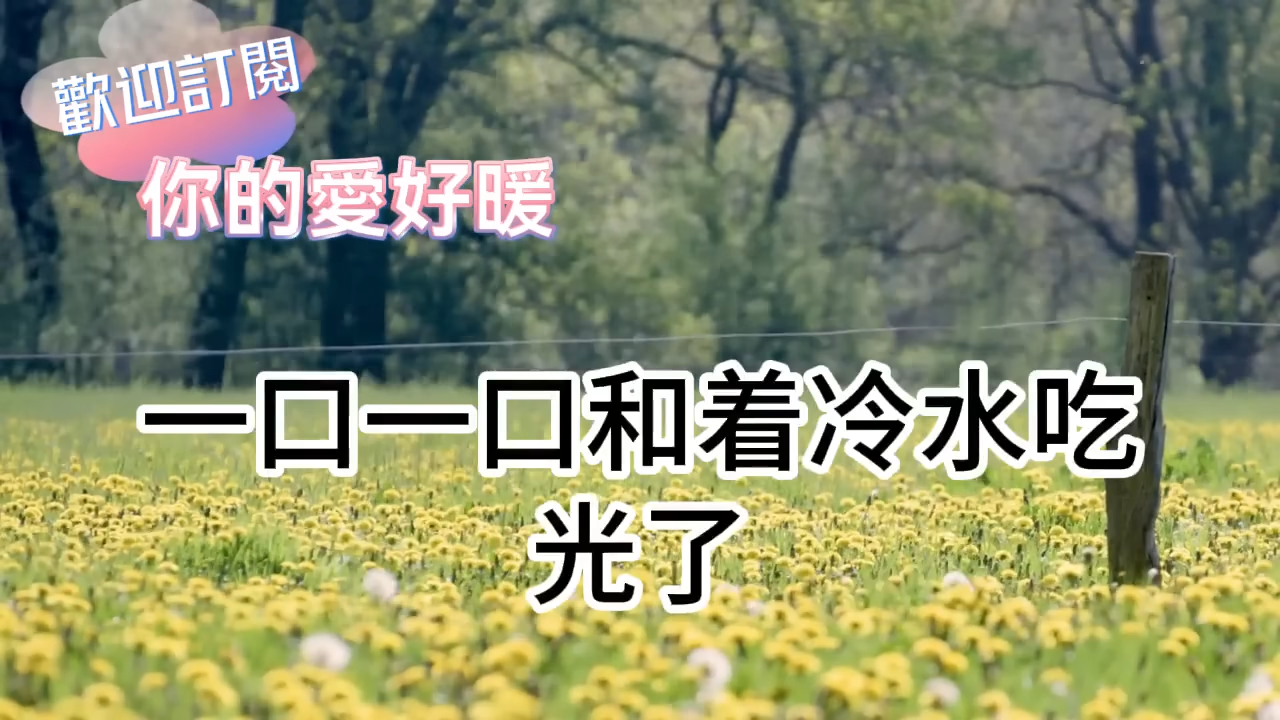 歡迎訂閱
你的愛好暖
一口一口和着冷水吃
光了